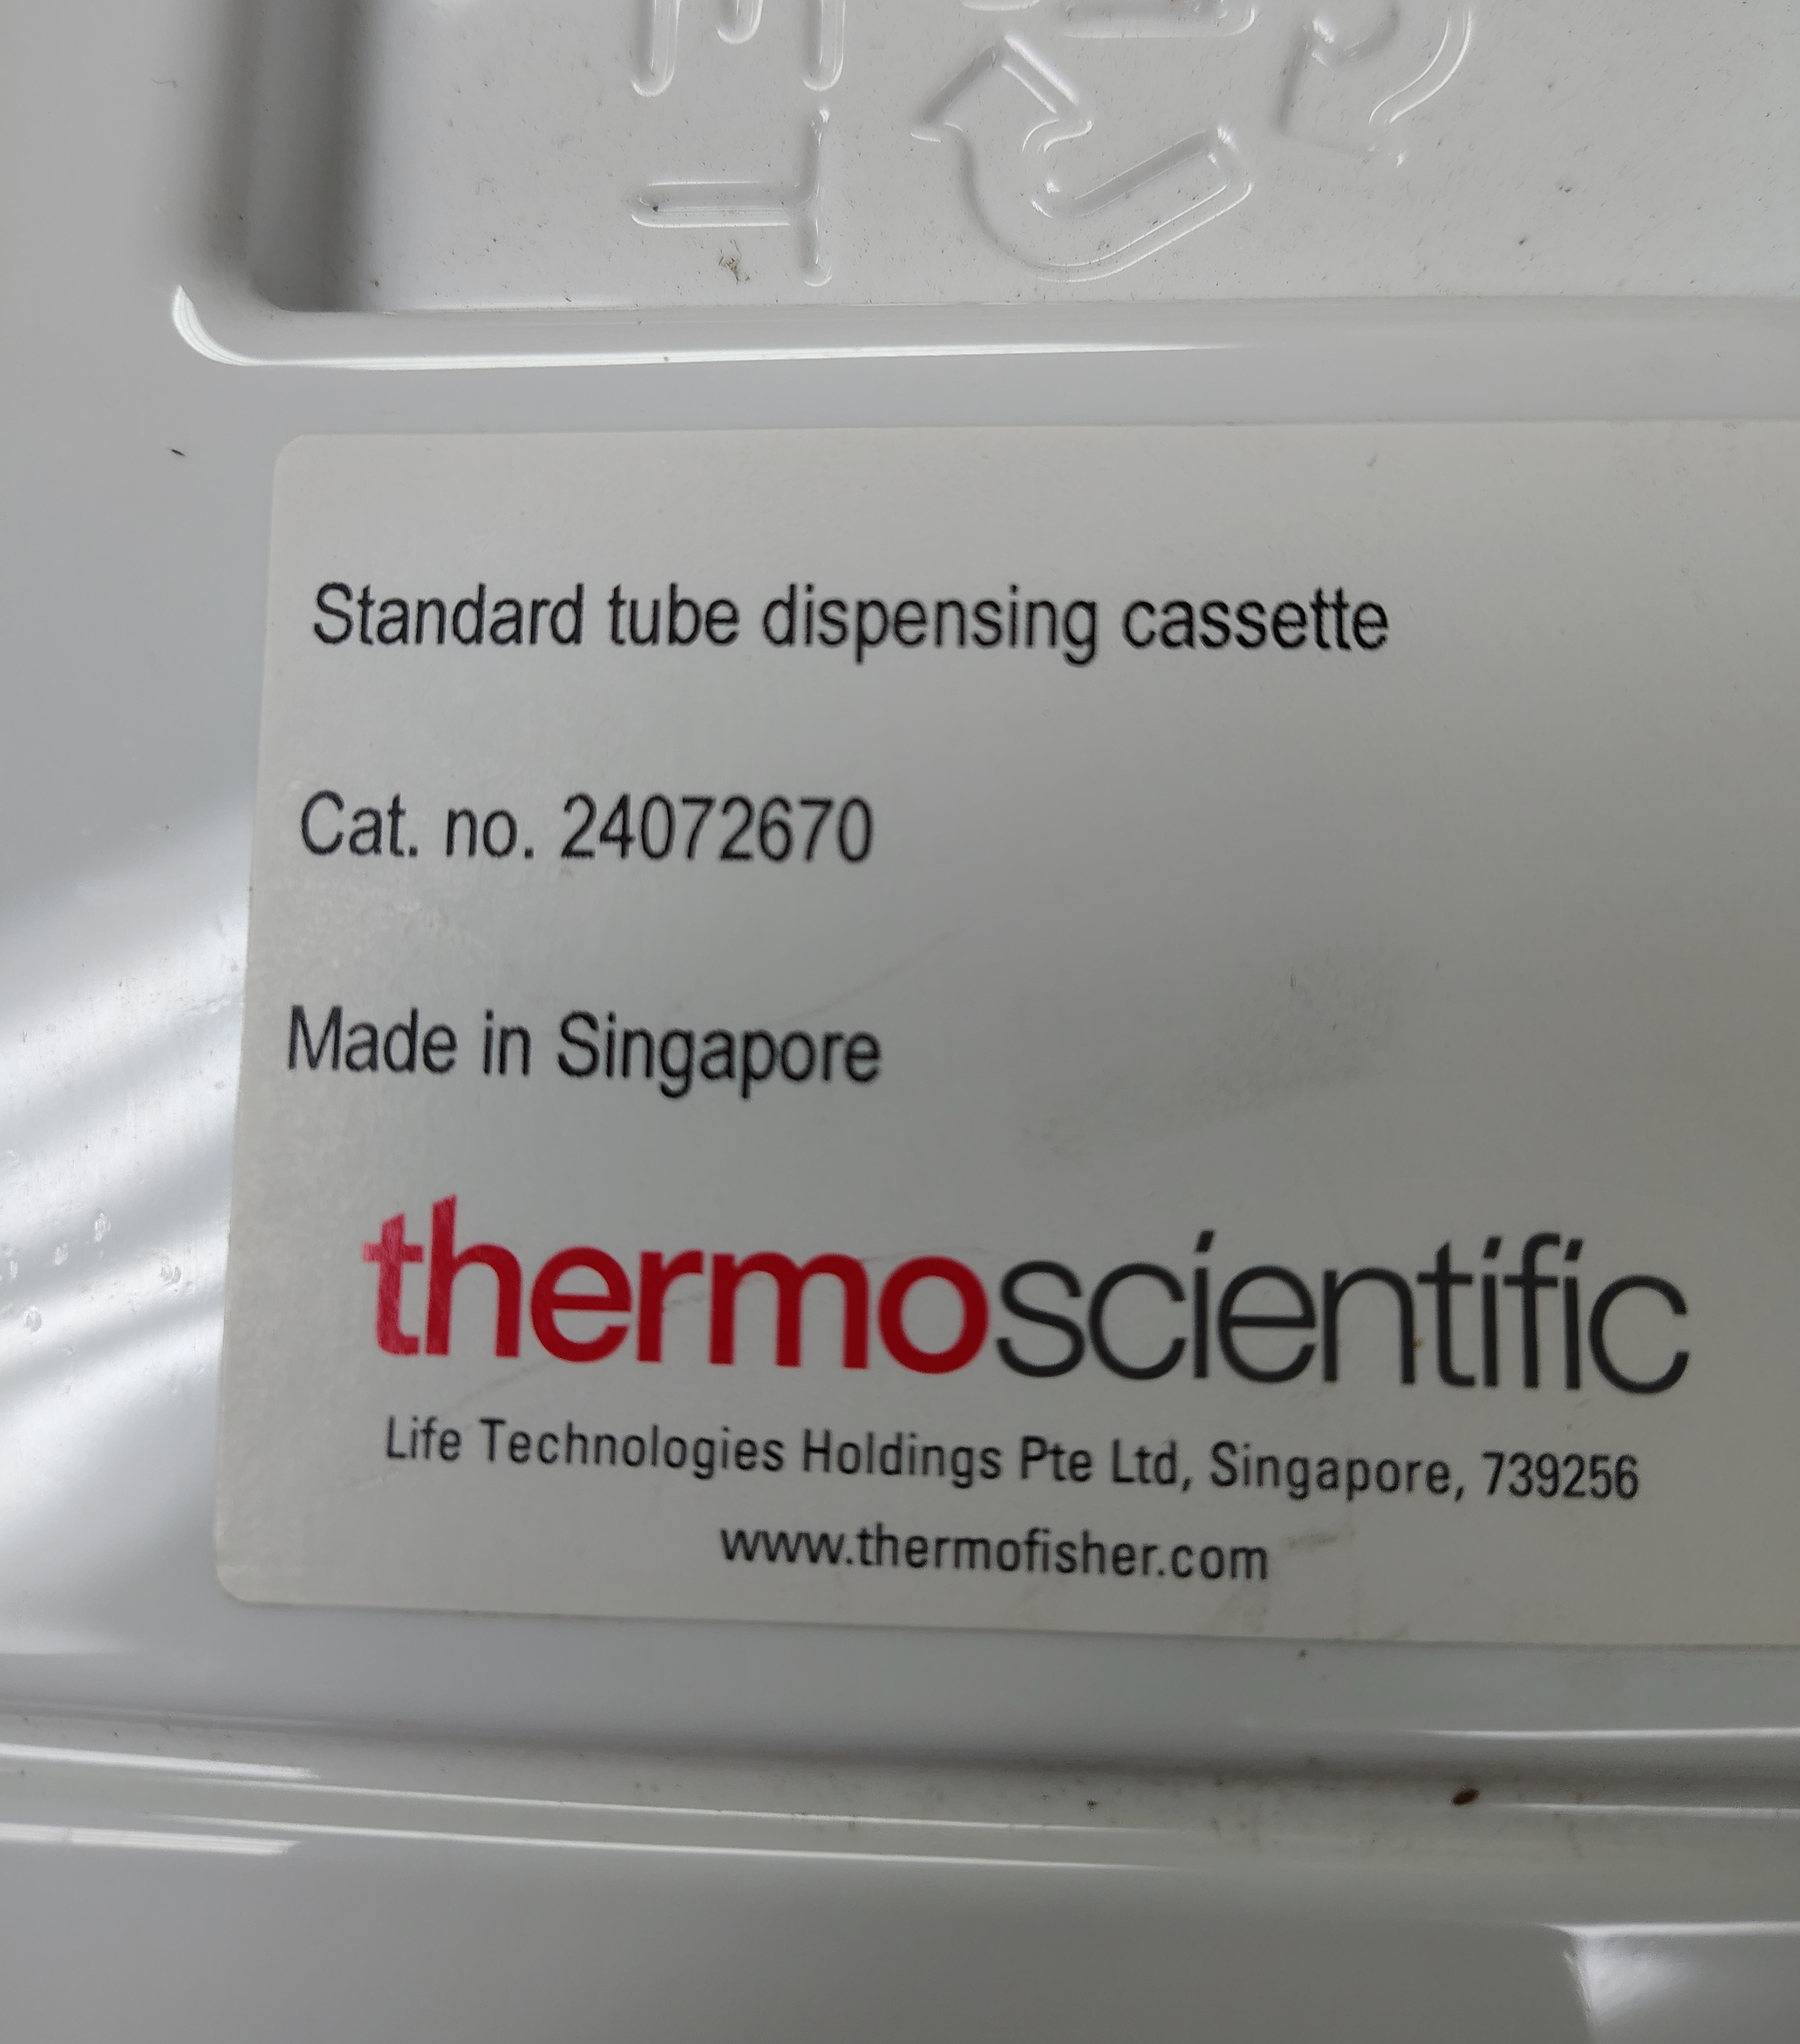 Standard tube dispensing cassette
Cat. no. 24072670
Made in Singapore
thermoscientific
Life Technologies Holdings Pte Ltd, Singapore, 739256
www.thermofisher.com